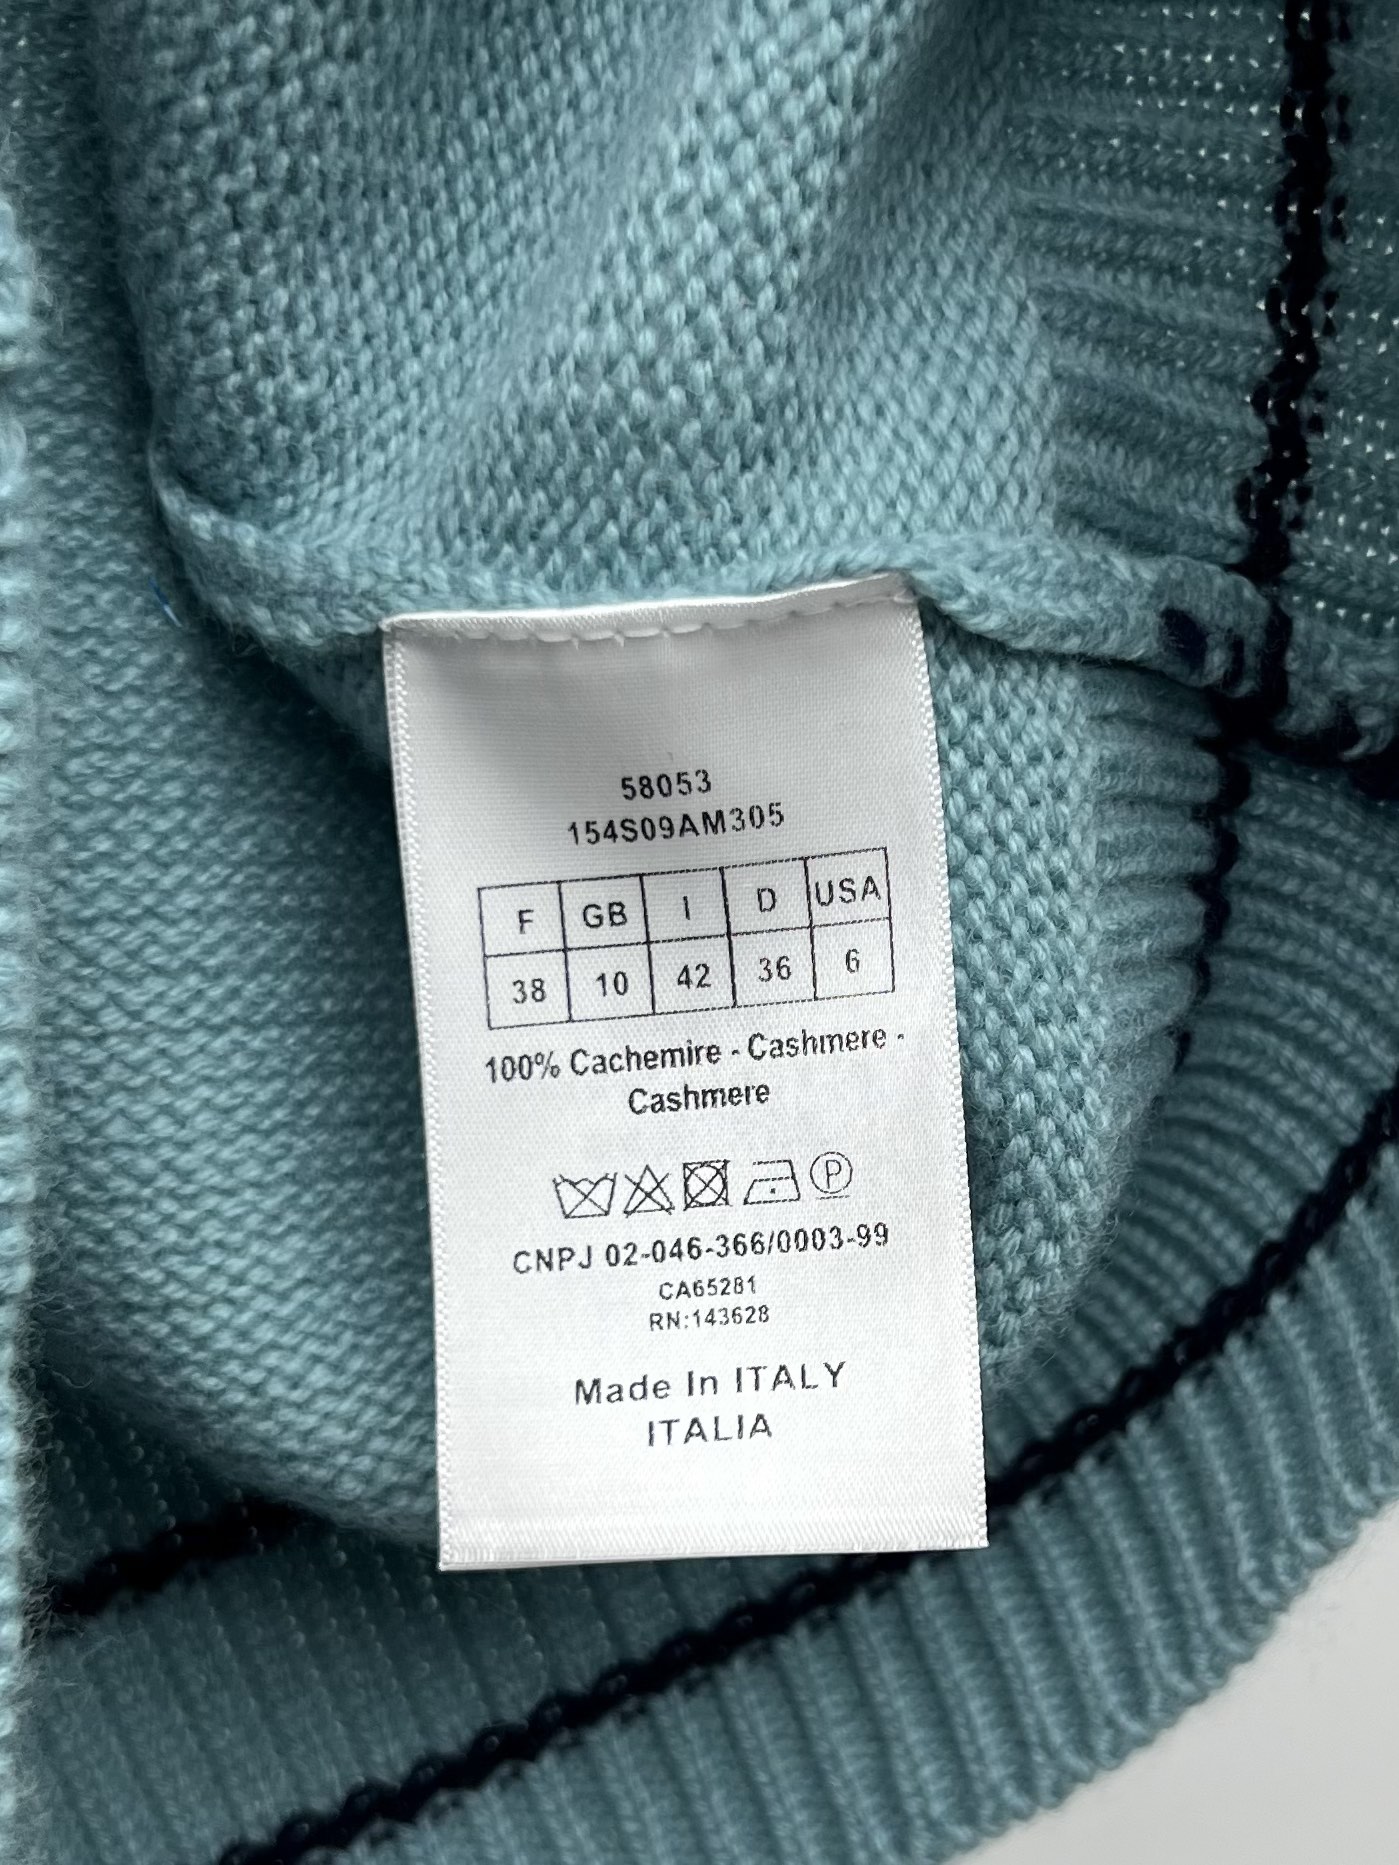 58053
154S09AM305
F GB I D USA
38 10 42 36 6
100% Cachemire - Cashmere -
Cashmere
P
CNPJ 02-046-366/0003-99
CA65281
RN:143628
Made In ITALY
ITALIA